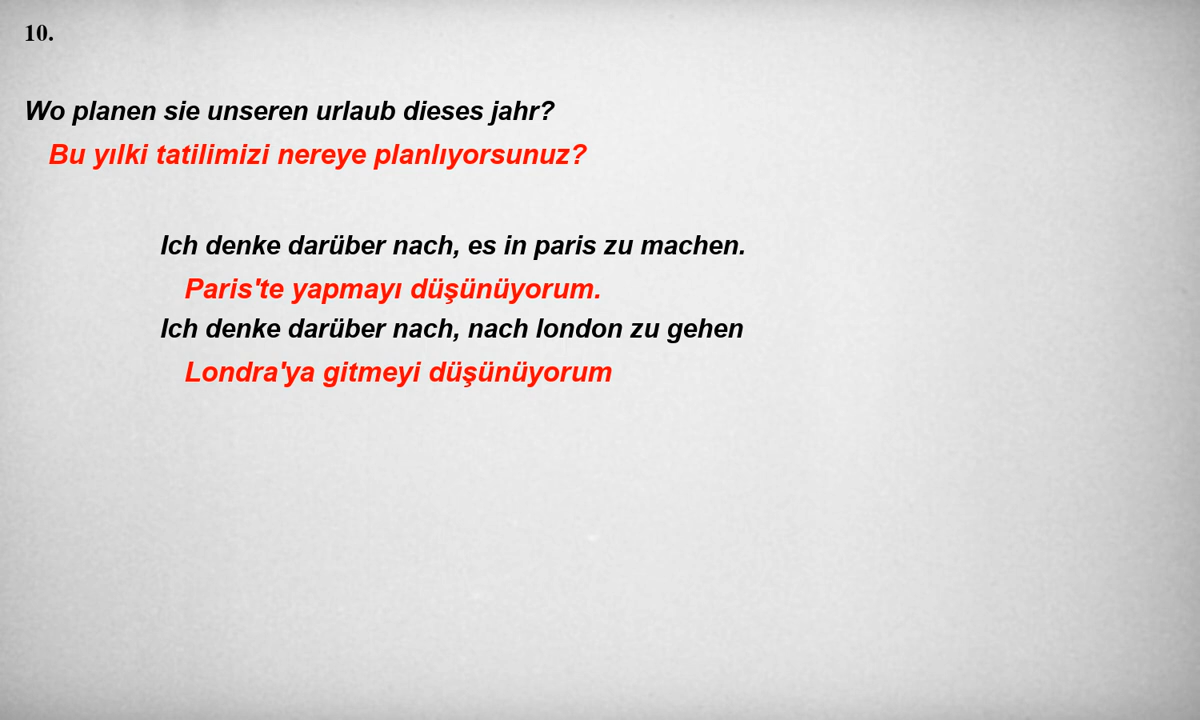 10.
Wo planen sie unseren urlaub dieses jahr?
Bu yılki tatilimizi nereye planlıyorsunuz?
Ich denke darüber nach, es in paris zu machen.
Paris'te yapmayı düşünüyorum.
Ich denke darüber nach, nach london zu gehen
Londra'ya gitmeyi düşünüyorum